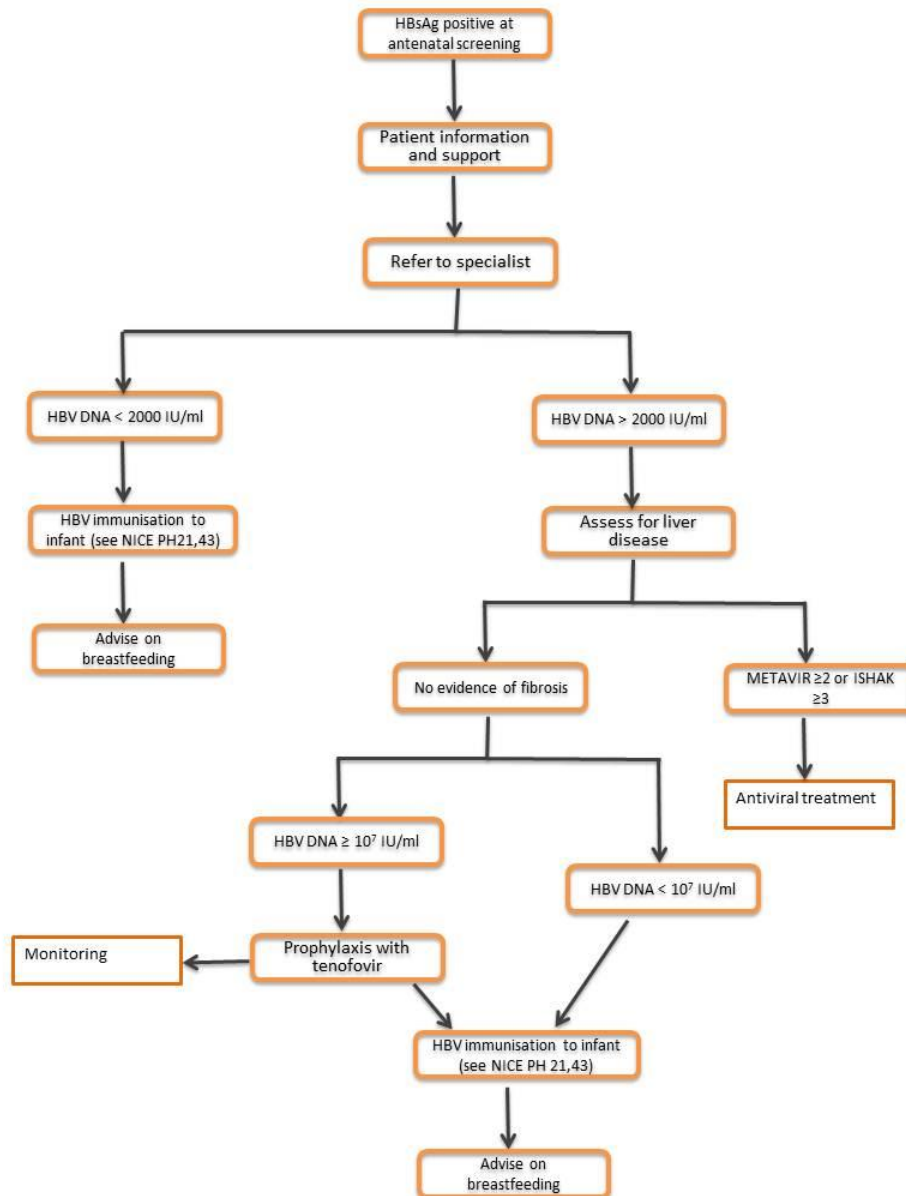 HBsAg positive at
antenatal screening
Patient information
and support
Refer to specialist
HBV DNA < 2000 IU/ml
HBV DNA > 2000 IU/ml
HBV immunisation to
infant (see NICE PH21,43)
Assess for liver
disease
Advise on
breastfeeding
No evidence of fibrosis
METAVIR ≥2 or ISHAK
≥3
Antiviral treatment
HBV DNA ≥ 10⁷ IU/ml
HBV DNA < 10⁷ IU/ml
Monitoring
Prophylaxis with
tenofovir
HBV immunisation to infant
(see NICE PH 21,43)
Advise on
breastfeeding